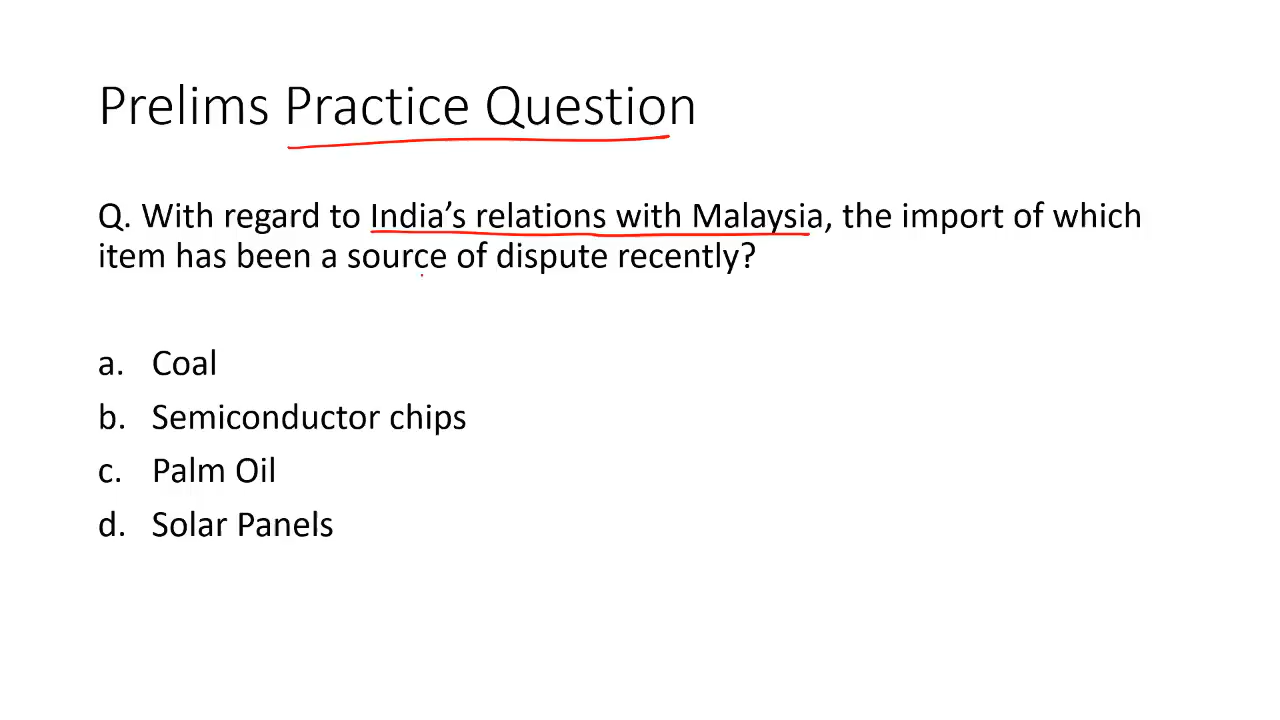 Prelims Practice Question
Q. With regard to India’s relations with Malaysia, the import of which
item has been a source of dispute recently?
a. Coal
b. Semiconductor chips
c. Palm Oil
d. Solar Panels